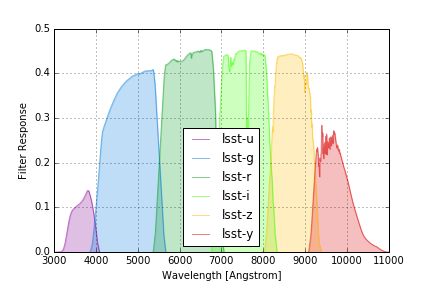 0.5
0.4
0.3
0.2
0.1
0.0
Filter Response
lsst-u
lsst-g
lsst-r
lsst-i
lsst-z
lsst-y
3000 4000 5000 6000 7000 8000 9000 10000 11000
Wavelength [Angstrom]